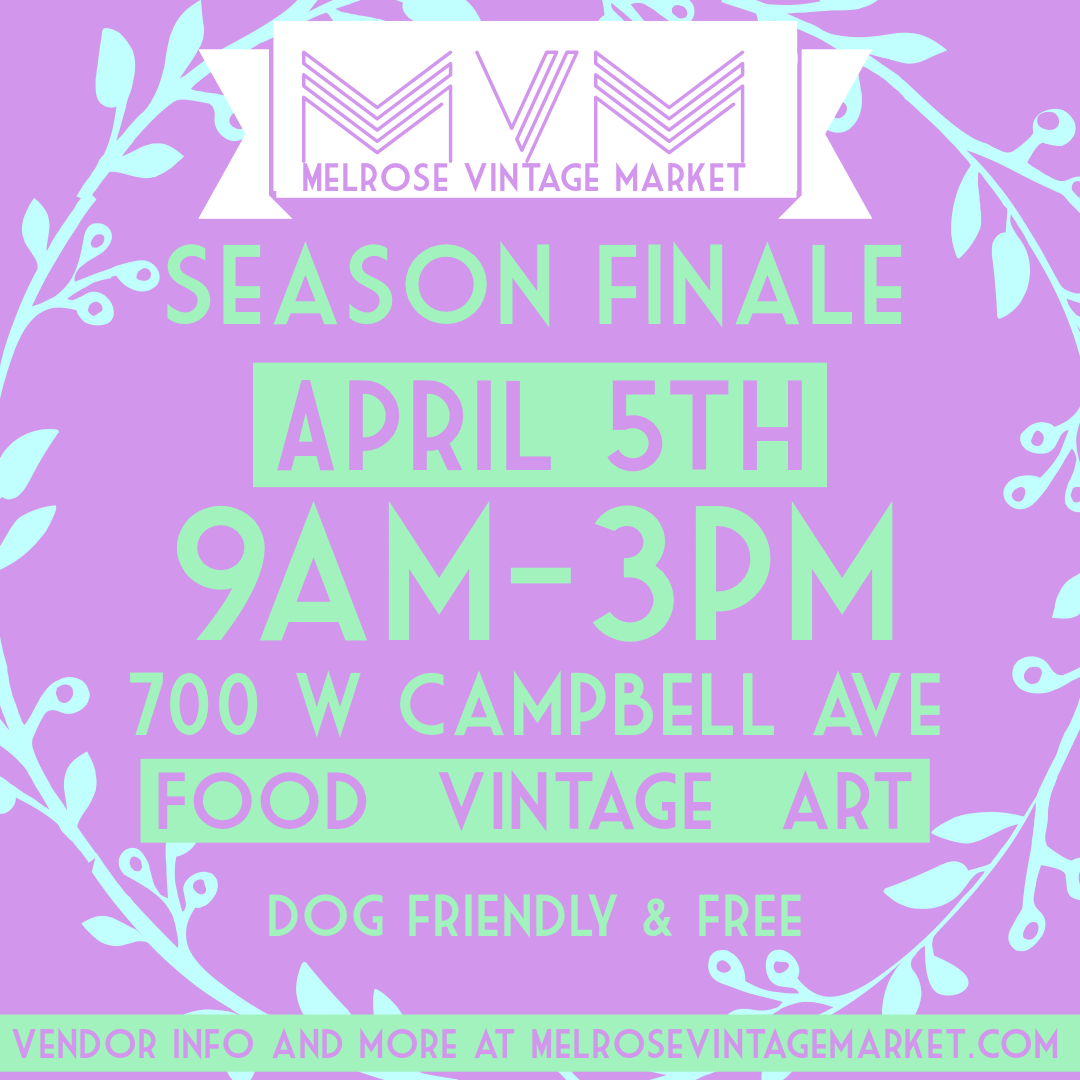 MVM
MELROSE VINTAGE MARKET
SEASON FINALE
APRIL 5TH
9AM-3PM
700 W CAMPBELL AVE
FOOD VINTAGE ART
DOG FRIENDLY & FREE
VENDOR INFO AND MORE AT MELROSEVINTAGEMARKET.COM